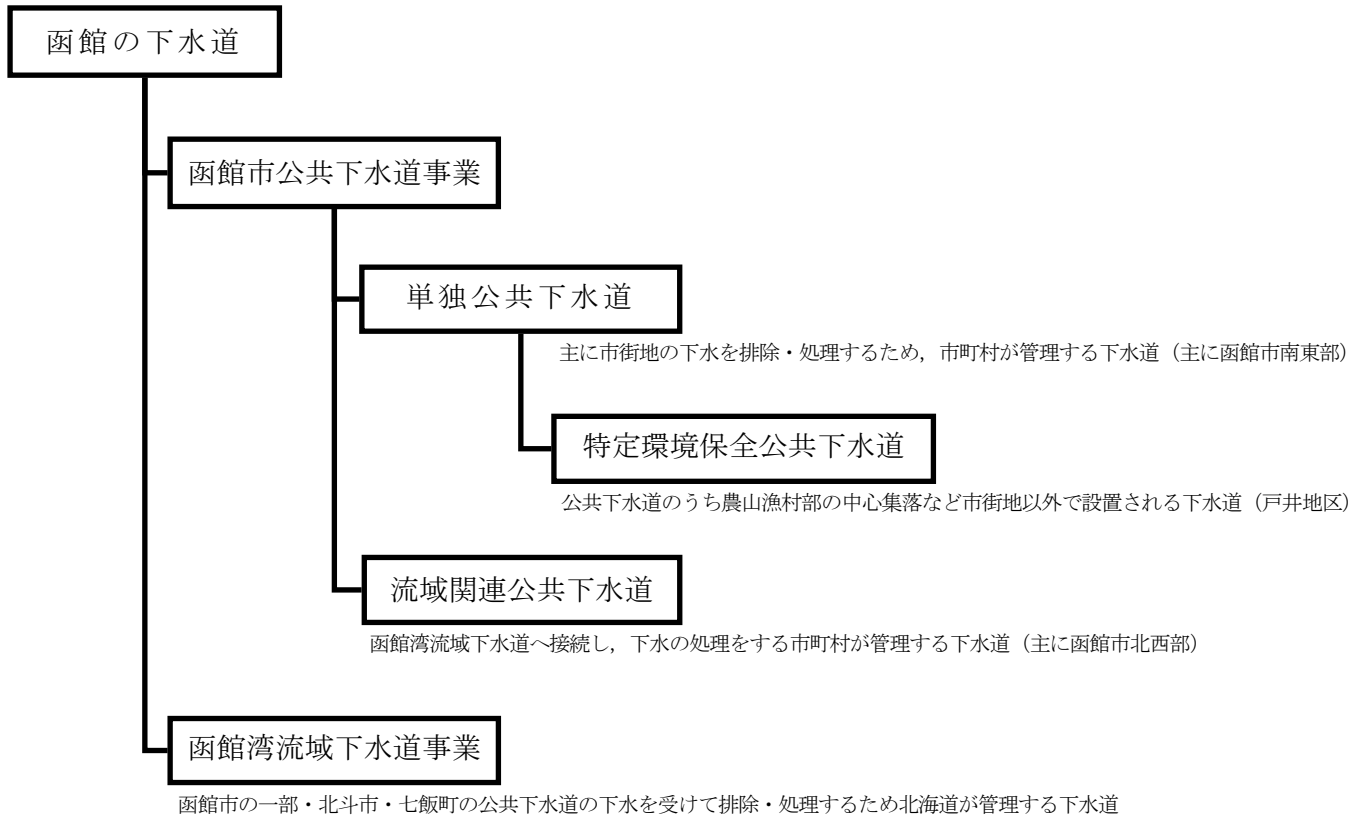 函館の下水道
函館市公共下水道事業
単独公共下水道
主に市街地の下水を排除・処理するため，市町村が管理する下水道（主に函館市南東部）
特定環境保全公共下水道
公共下水道のうち農山漁村部の中心集落など市街地以外で設置される下水道（戸井地区）
流域関連公共下水道
函館湾流域下水道へ接続し，下水の処理をする市町村が管理する下水道（主に函館市北西部）
函館湾流域下水道事業
函館市の一部・北斗市・七飯町の公共下水道の下水を受けて排除・処理するため北海道が管理する下水道